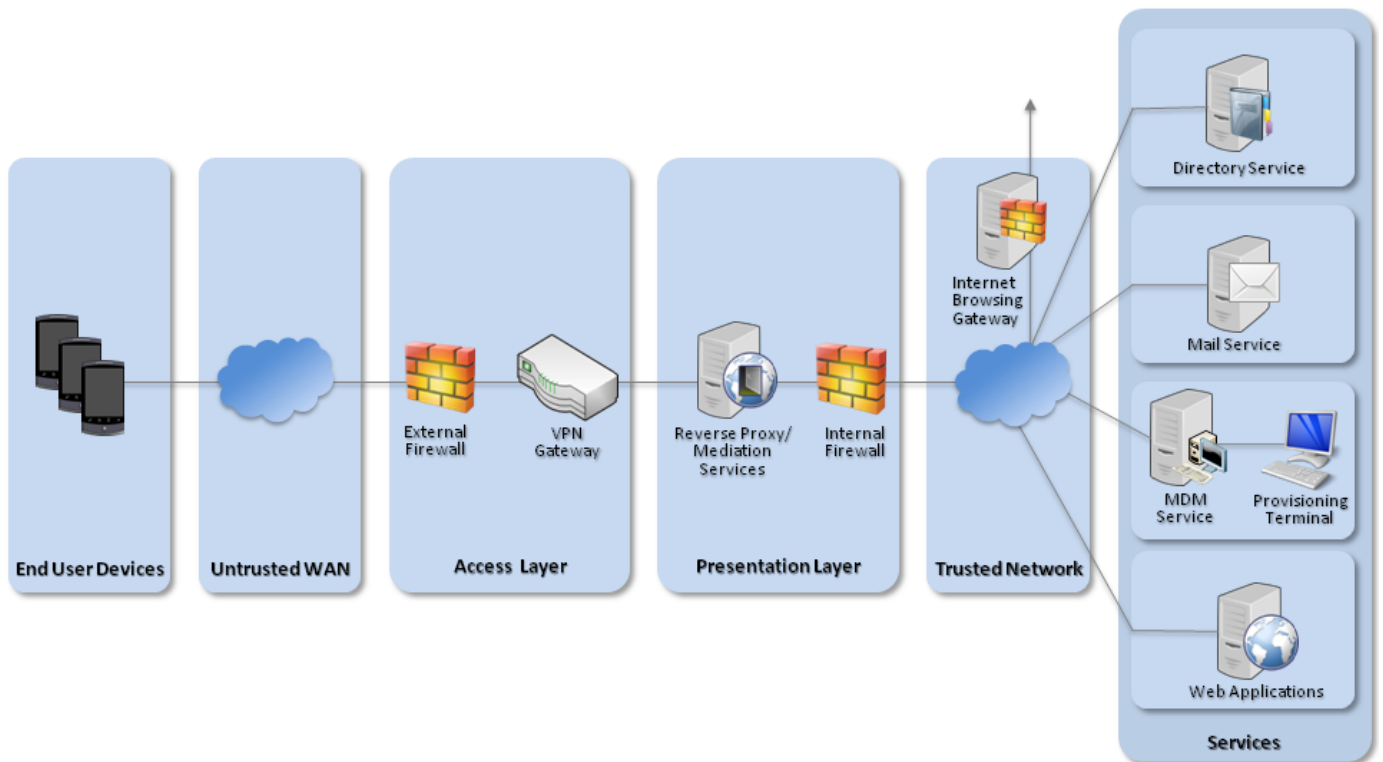 Directory Service
Internet
Browsing
Gateway
Mail Service
External
Firewall
VPN
Gateway
Reverse Proxy/
Mediation
Services
Internal
Firewall
MDM
Service
Provisioning
Terminal
End User Devices
Untrusted WAN
Access Layer
Presentation Layer
Trusted Network
Web Applications
Services